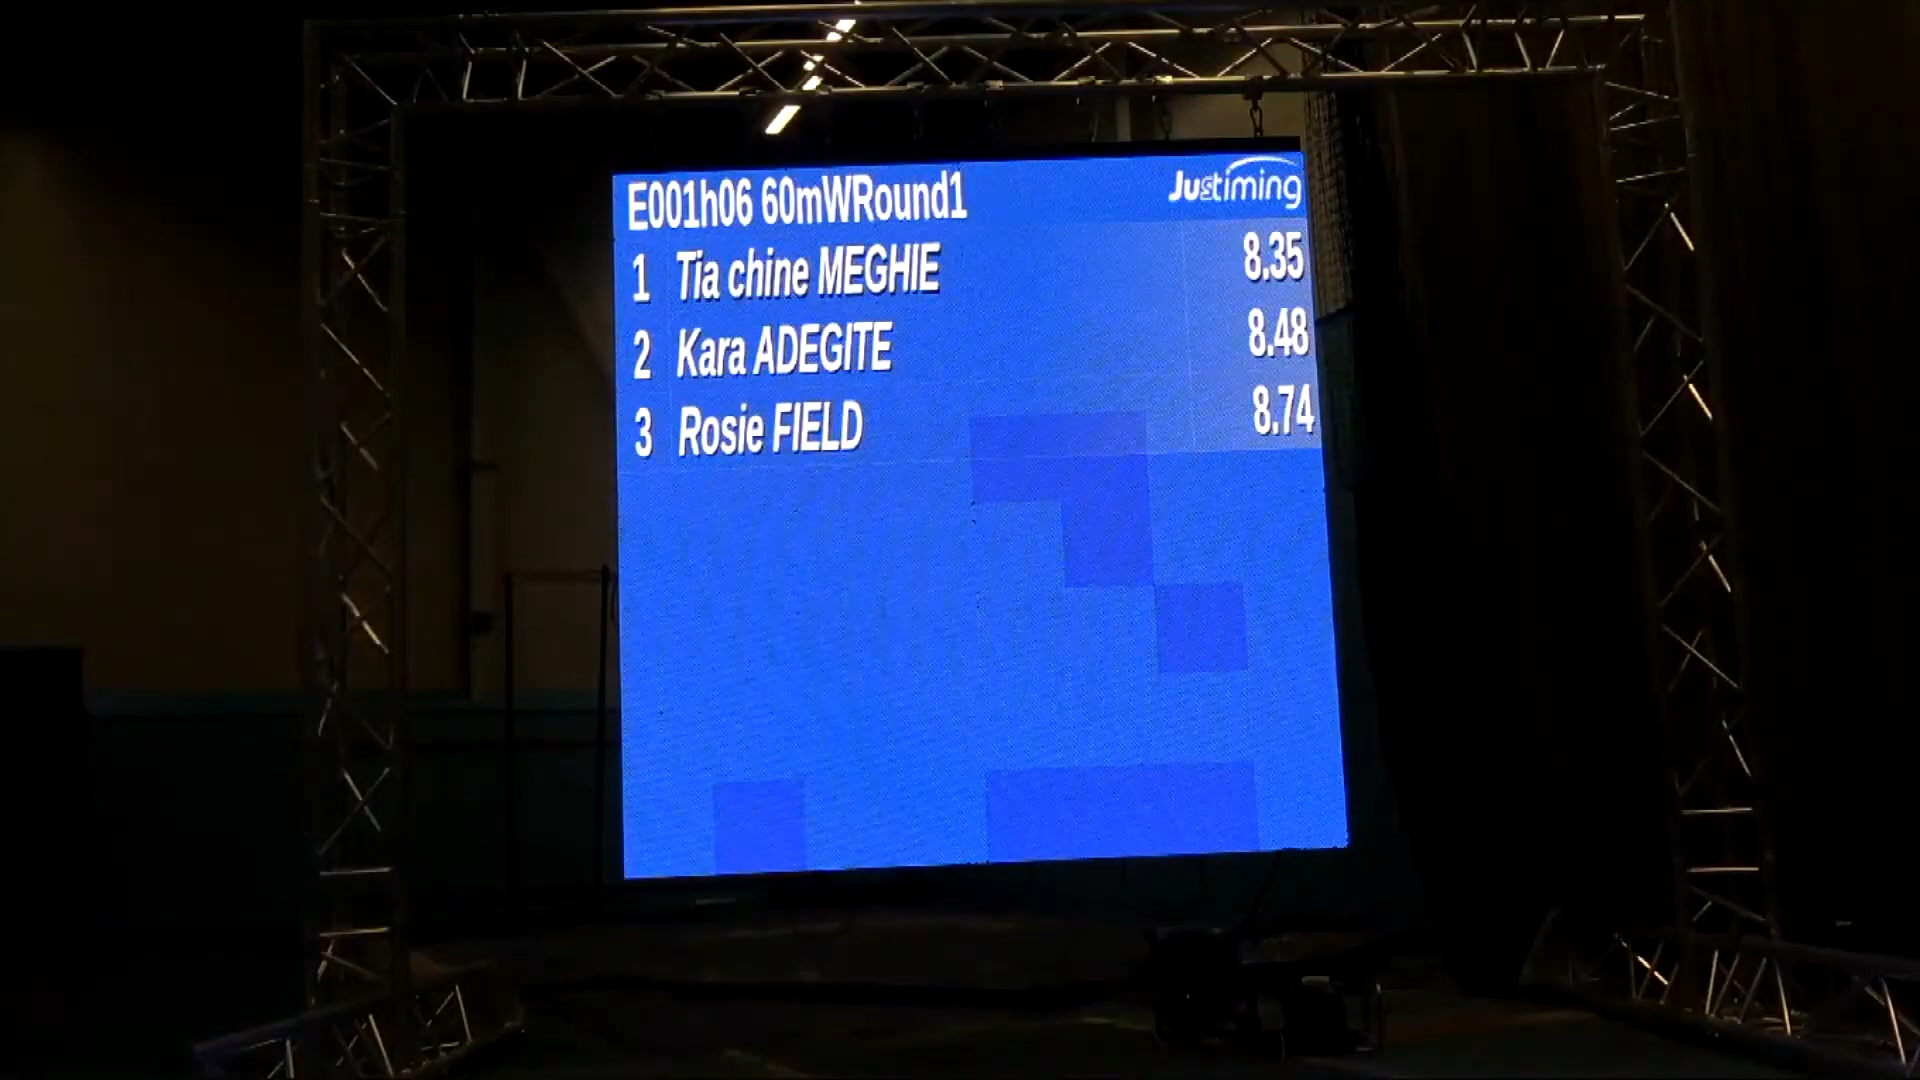 E001h06 60mWRound1
Justiming
1 Tia chine MEGHIE 8.35
2 Kara ADEGITE 8.48
3 Rosie FIELD 8.74